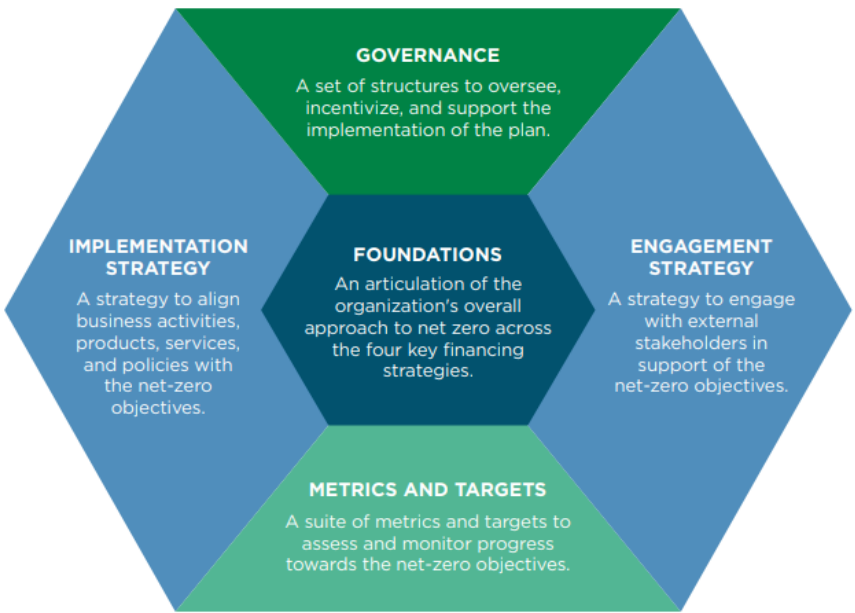 GOVERNANCE
A set of structures to oversee,
incentivize, and support the
implementation of the plan.
IMPLEMENTATION
STRATEGY
A strategy to align
business activities,
products, services,
and policies with
the net-zero
objectives.
FOUNDATIONS
An articulation of the
organization's overall
approach to net zero across
the four key financing
strategies.
ENGAGEMENT
STRATEGY
A strategy to engage
with external
stakeholders in
support of the
net-zero objectives.
METRICS AND TARGETS
A suite of metrics and targets to
assess and monitor progress
towards the net-zero objectives.